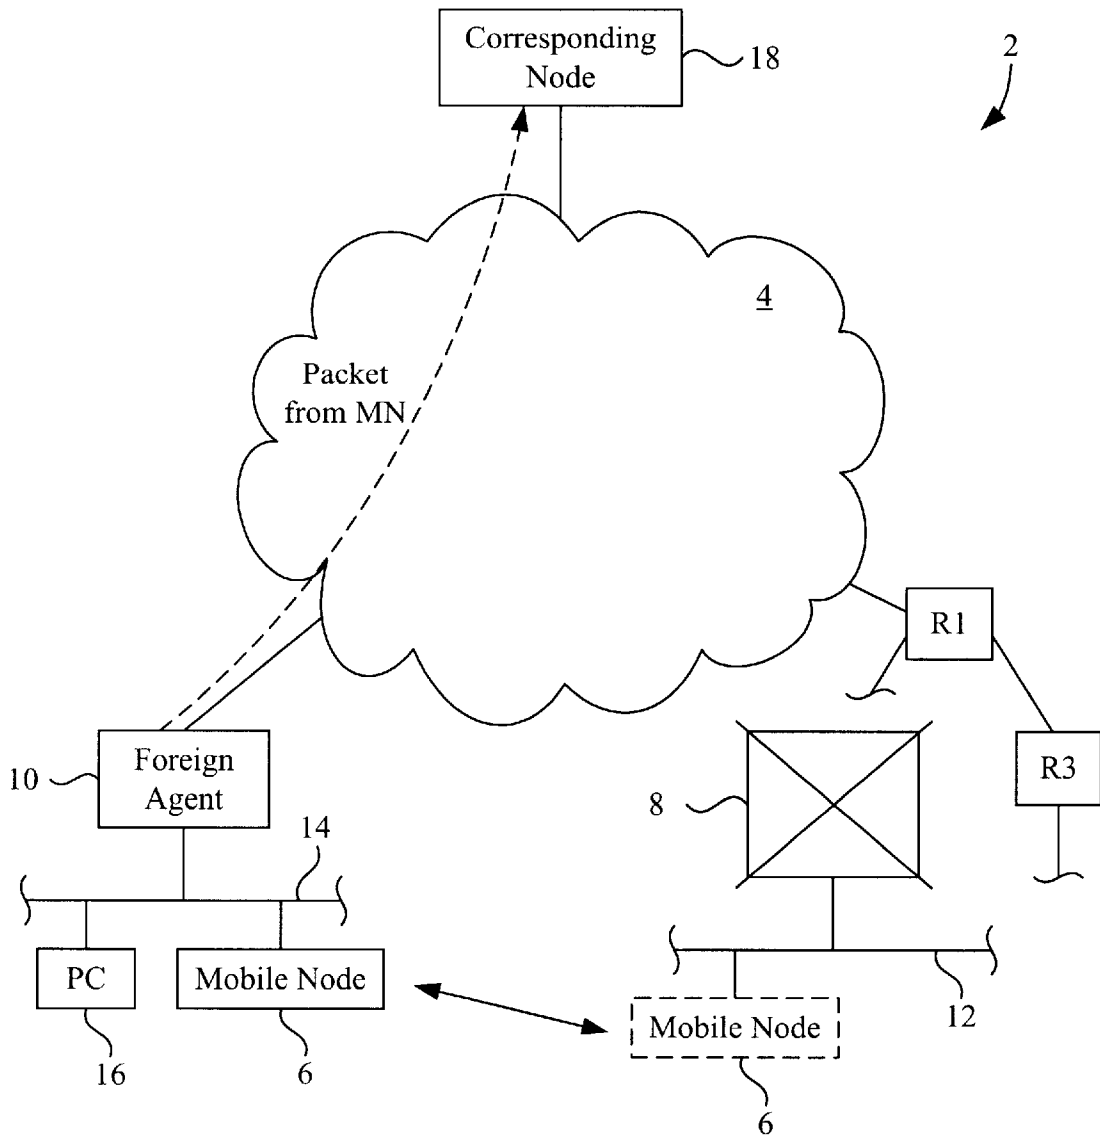 Corresponding
Node
18
2
4
Packet
from MN
R1
R3
Foreign
Agent
10
8
14
PC
Mobile Node
12
Mobile Node
16
6
6